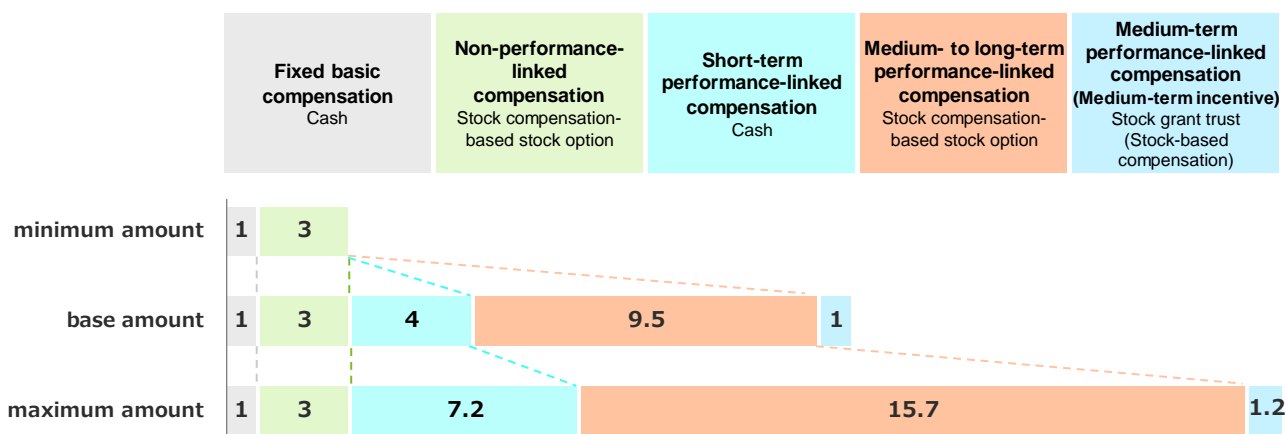 Fixed basic
compensation
Cash
Non-performance-
linked
compensation
Stock compensation-
based stock option
Short-term
performance-linked
compensation
Cash
Medium- to long-term
performance-linked
compensation
Stock compensation-
based stock option
Medium-term
performance-linked
compensation
(Medium-term incentive)
Stock grant trust
(Stock-based
compensation)
minimum amount 1 3
base amount 1 3 4 9.5 1
maximum amount 1 3 7.2 15.7 1.2